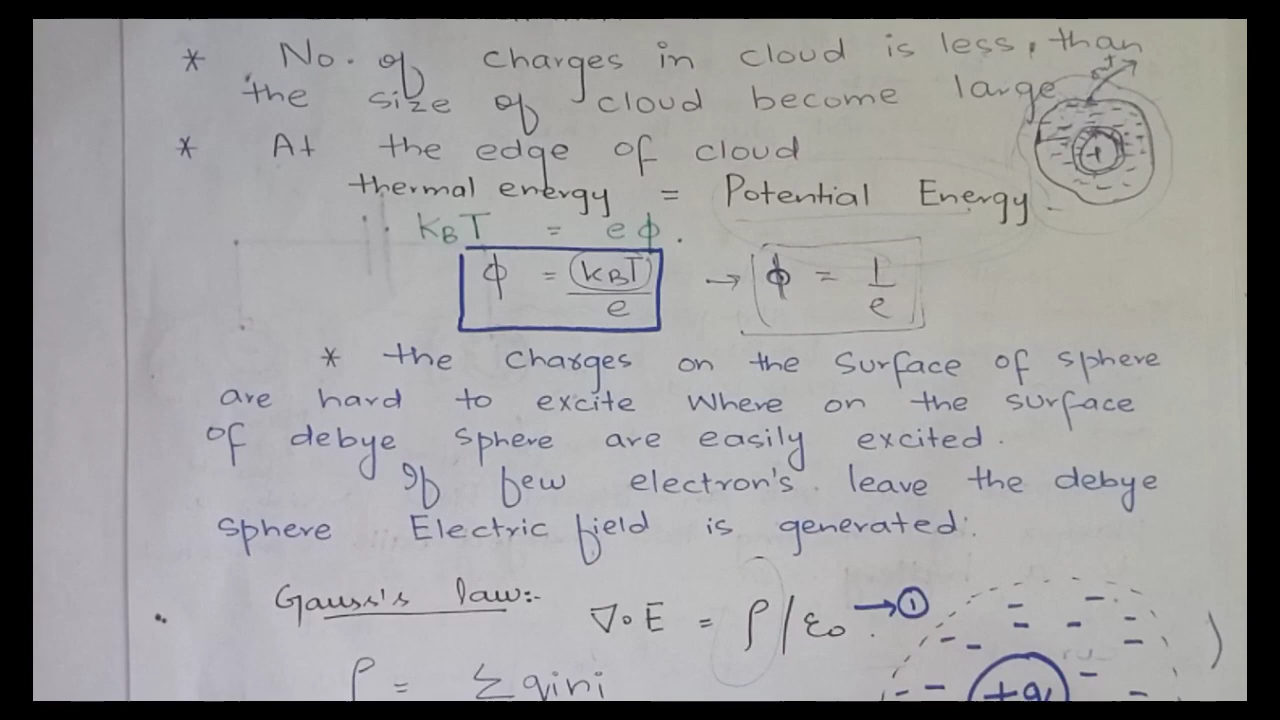 * No. of charges in cloud is less, than
the size of cloud become large
* At the edge of cloud
thermal energy = Potential Energy.
KBT = eϕ.
ϕ = KBT/e → ϕ = 1/e
* the charges on the surface of sphere
are hard to excite where on the surface
of debye sphere are easily excited.
If few electron's leave the debye
sphere Electric field is generated.
Gauss's law:-
∇∘E = ρ/ε0 → ①
ρ = Σqini
+q